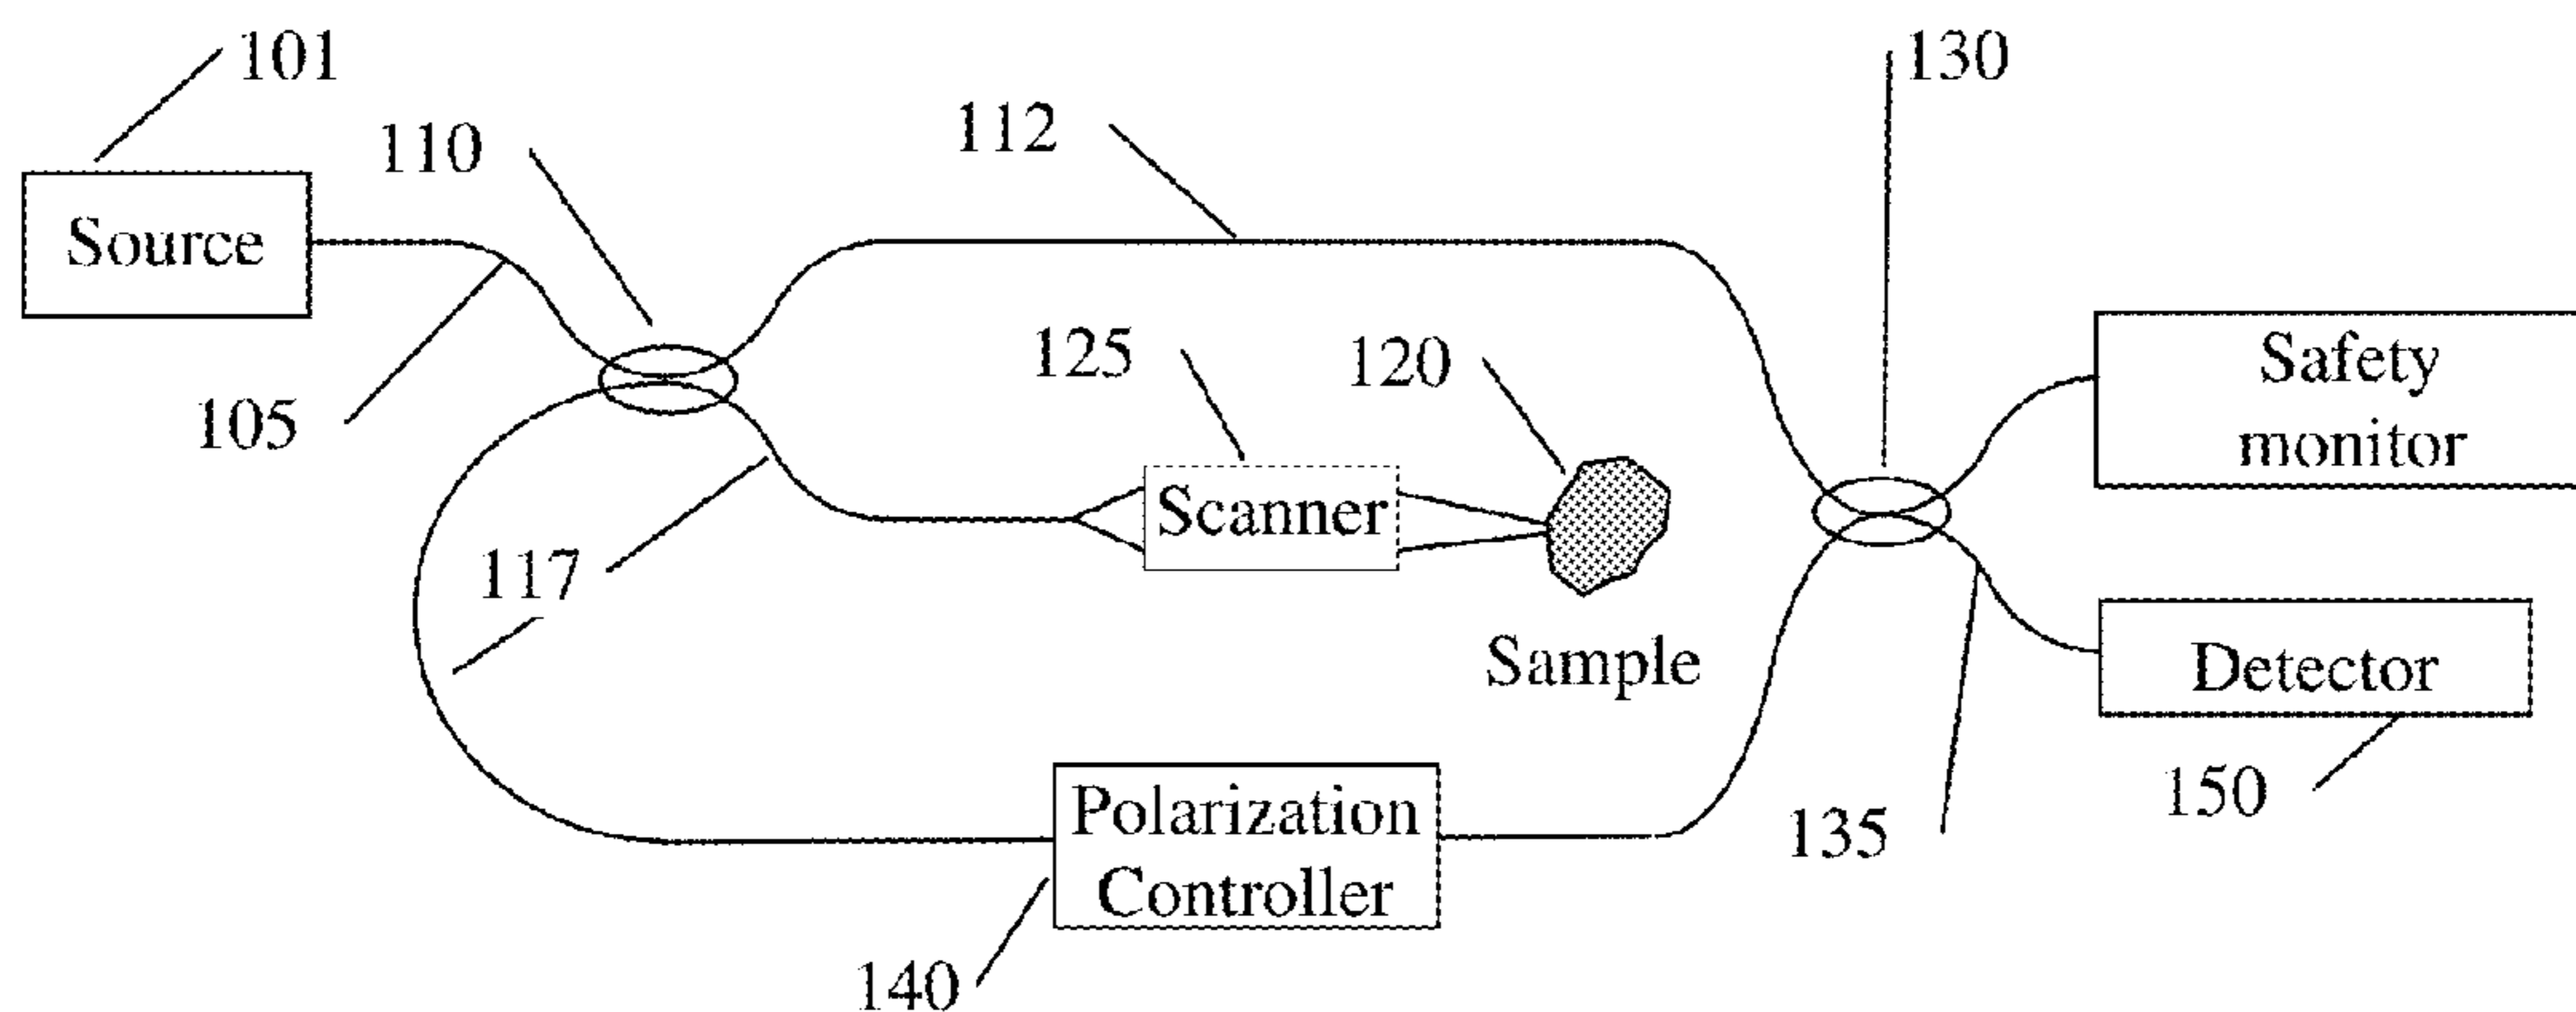 101
130
112
110
Source
125
120
Safety
monitor
105
Scanner
117
Sample
Detector
Polarization
Controller
150
135
140